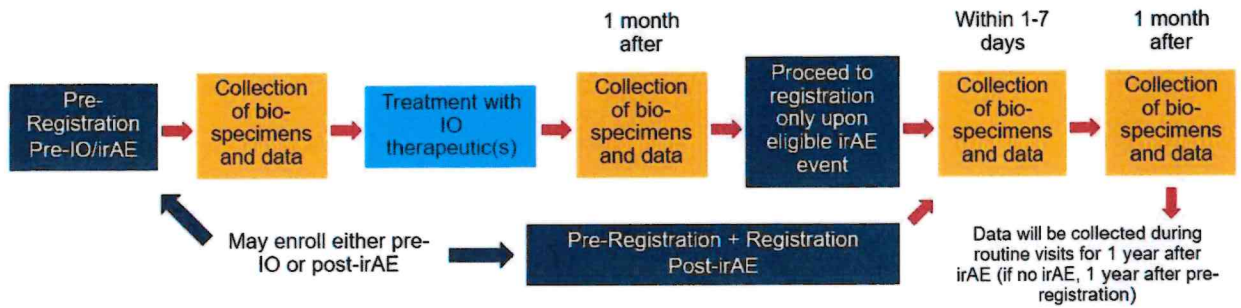 Pre-
Registration
Pre-IO/irAE
Collection
of bio-
specimens
and data
Treatment with
IO
therapeutic(s)
1 month
after
Collection
of bio-
specimens
and data
Proceed to
registration
only upon
eligible irAE
event
Within 1-7
days
Collection
of bio-
specimens
and data
1 month
after
Collection
of bio-
specimens
and data
May enroll either pre-
IO or post-irAE
Pre-Registration + Registration
Post-irAE
Data will be collected during
routine visits for 1 year after
irAE (if no irAE, 1 year after pre-
registration)